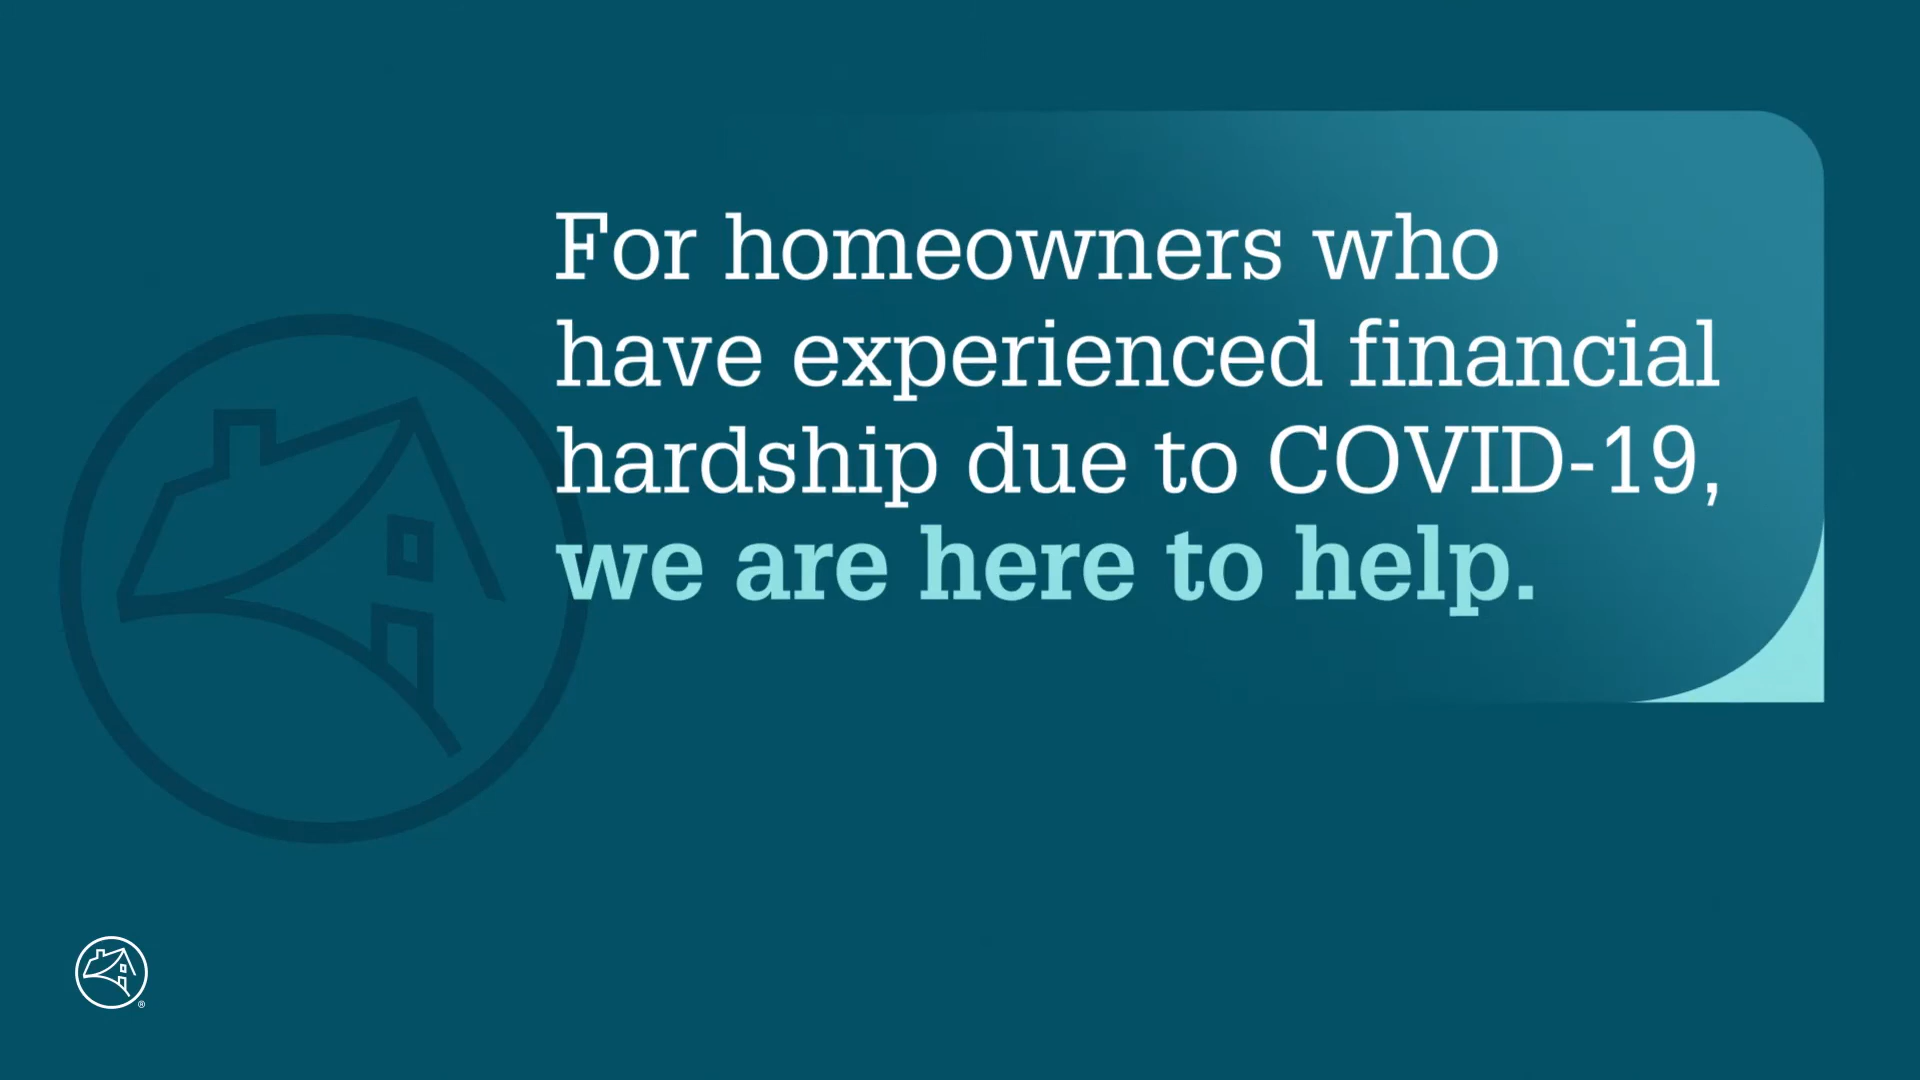 For homeowners who
have experienced financial
hardship due to COVID-19,
we are here to help.
®